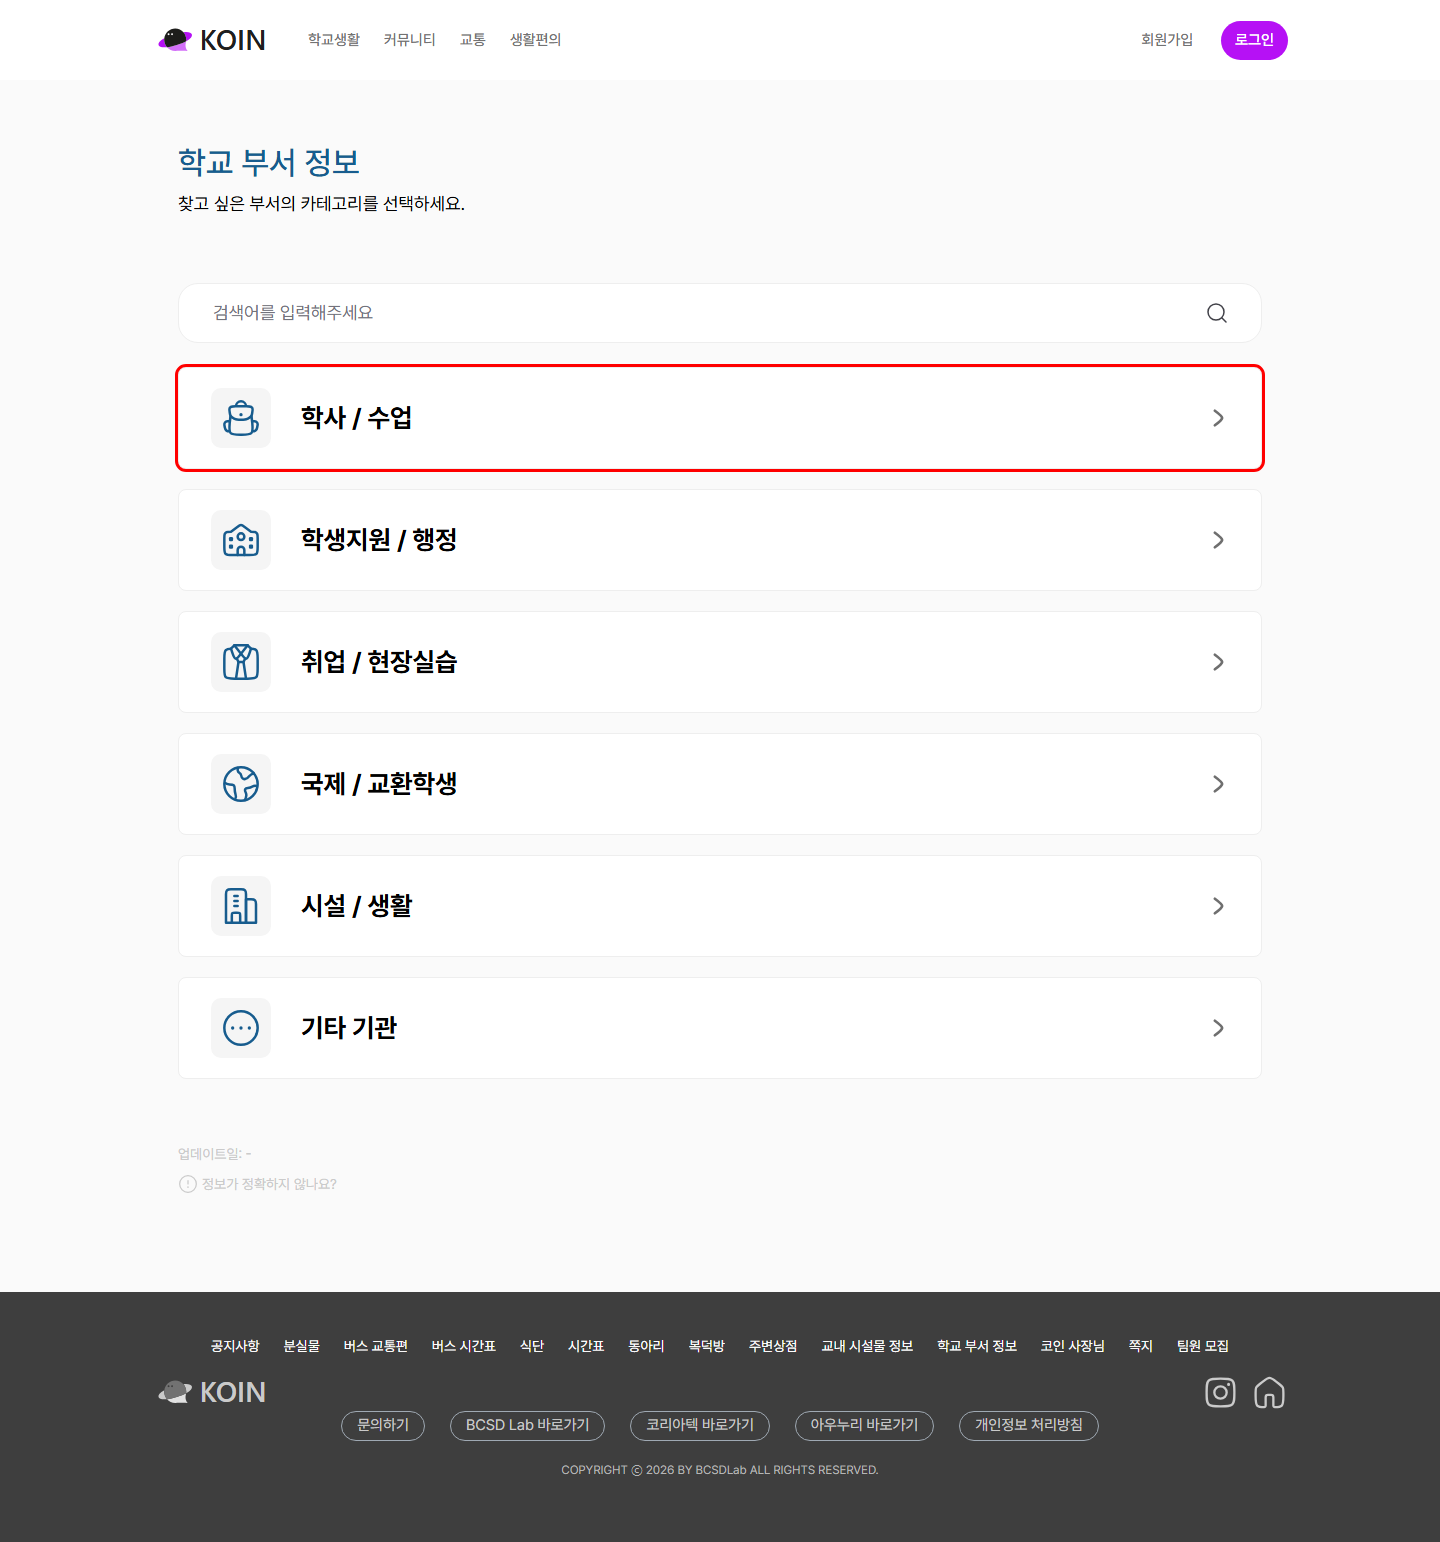 KOIN 학교생활 커뮤니티 교통 생활편의 회원가입 로그인
학교 부서 정보
찾고 싶은 부서의 카테고리를 선택하세요.
검색어를 입력해주세요
학사 / 수업
학생지원 / 행정
취업 / 현장실습
국제 / 교환학생
시설 / 생활
기타 기관
업데이트일: -
정보가 정확하지 않나요?
공지사항 분실물 버스 교통편 버스 시간표 식단 시간표 동아리 복덕방 주변상점 교내 시설물 정보 학교 부서 정보 코인 사장님 쪽지 팀원 모집
KOIN
문의하기 BCSD Lab 바로가기 코리아텍 바로가기 아우누리 바로가기 개인정보 처리방침
COPYRIGHT ⓒ 2026 BY BCSDLab ALL RIGHTS RESERVED.